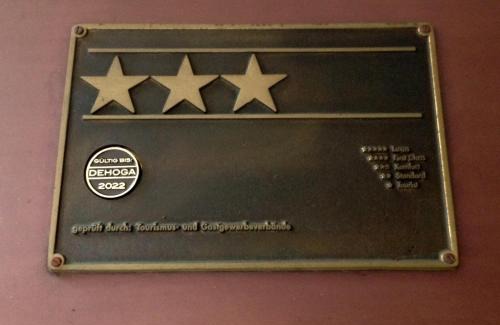 GÜLTIG BIS:
DEHOGA
2022
★★★★★ Luxus
★★★★ First Class
★★★ Komfort
★★ Standard
★ Tourist
geprüft durch: Tourismus- und Gastgewerbeverbände